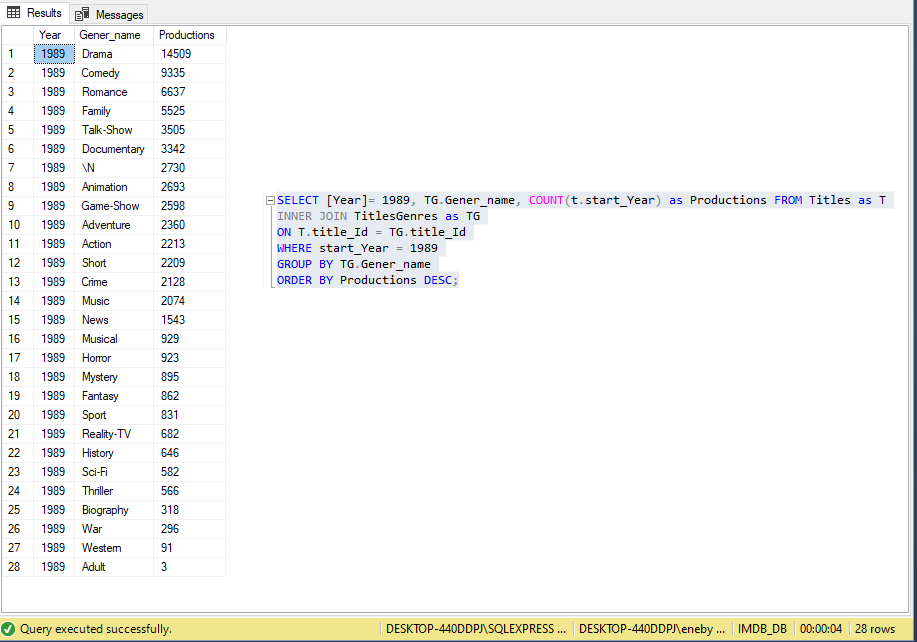 Results Messages
Year Gener_name Productions
1 1989 Drama 14509
2 1989 Comedy 9335
3 1989 Romance 6637
4 1989 Family 5525
5 1989 Talk-Show 3505
6 1989 Documentary 3342
7 1989 \N 2730
8 1989 Animation 2693
9 1989 Game-Show 2598
10 1989 Adventure 2360
11 1989 Action 2213
12 1989 Short 2209
13 1989 Crime 2128
14 1989 Music 2074
15 1989 News 1543
16 1989 Musical 929
17 1989 Horror 923
18 1989 Mystery 895
19 1989 Fantasy 862
20 1989 Sport 831
21 1989 Reality-TV 682
22 1989 History 646
23 1989 Sci-Fi 582
24 1989 Thriller 566
25 1989 Biography 318
26 1989 War 296
27 1989 Western 91
28 1989 Adult 3
SELECT [Year]= 1989, TG.Gener_name, COUNT(t.start_Year) as Productions FROM Titles as T
INNER JOIN TitlesGenres as TG
ON T.title_Id = TG.title_Id
WHERE start_Year = 1989
GROUP BY TG.Gener_name
ORDER BY Productions DESC;
Query executed successfully. DESKTOP-440DDPJ\SQLEXPRESS ... DESKTOP-440DDPJ\eneby ... IMDB_DB 00:00:04 28 rows